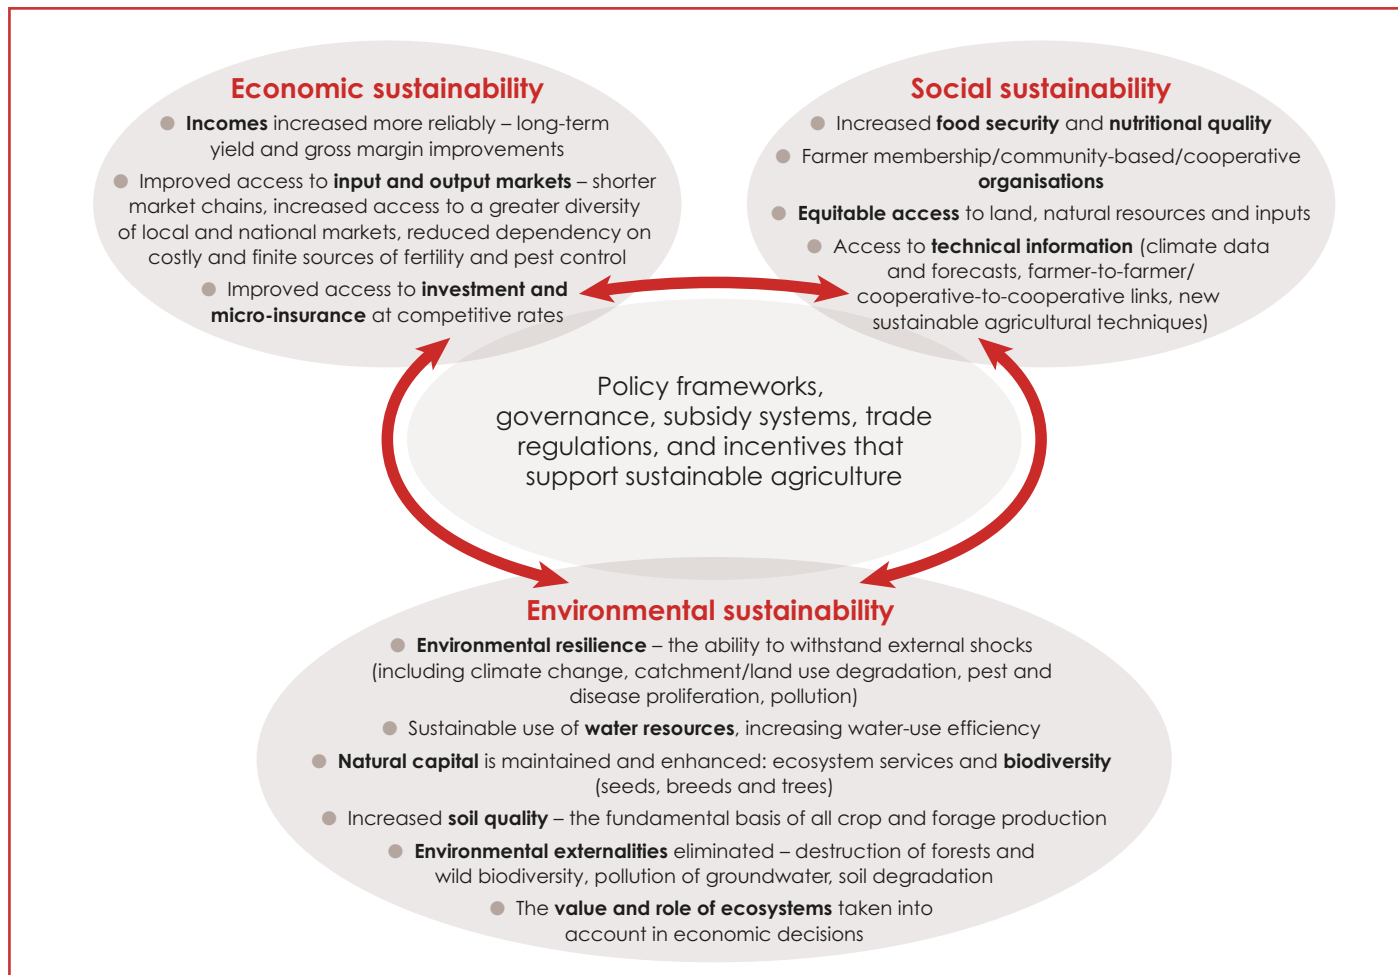 Economic sustainability
● Incomes increased more reliably – long-term
yield and gross margin improvements
● Improved access to input and output markets – shorter
market chains, increased access to a greater diversity
of local and national markets, reduced dependency on
costly and finite sources of fertility and pest control
● Improved access to investment and
micro-insurance at competitive rates
Social sustainability
● Increased food security and nutritional quality
● Farmer membership/community-based/cooperative
organisations
● Equitable access to land, natural resources and inputs
● Access to technical information (climate data
and forecasts, farmer-to-farmer/
cooperative-to-cooperative links, new
sustainable agricultural techniques)
Policy frameworks,
governance, subsidy systems, trade
regulations, and incentives that
support sustainable agriculture
Environmental sustainability
● Environmental resilience – the ability to withstand external shocks
(including climate change, catchment/land use degradation, pest and
disease proliferation, pollution)
● Sustainable use of water resources, increasing water-use efficiency
● Natural capital is maintained and enhanced: ecosystem services and biodiversity
(seeds, breeds and trees)
● Increased soil quality – the fundamental basis of all crop and forage production
● Environmental externalities eliminated – destruction of forests and
wild biodiversity, pollution of groundwater, soil degradation
● The value and role of ecosystems taken into
account in economic decisions